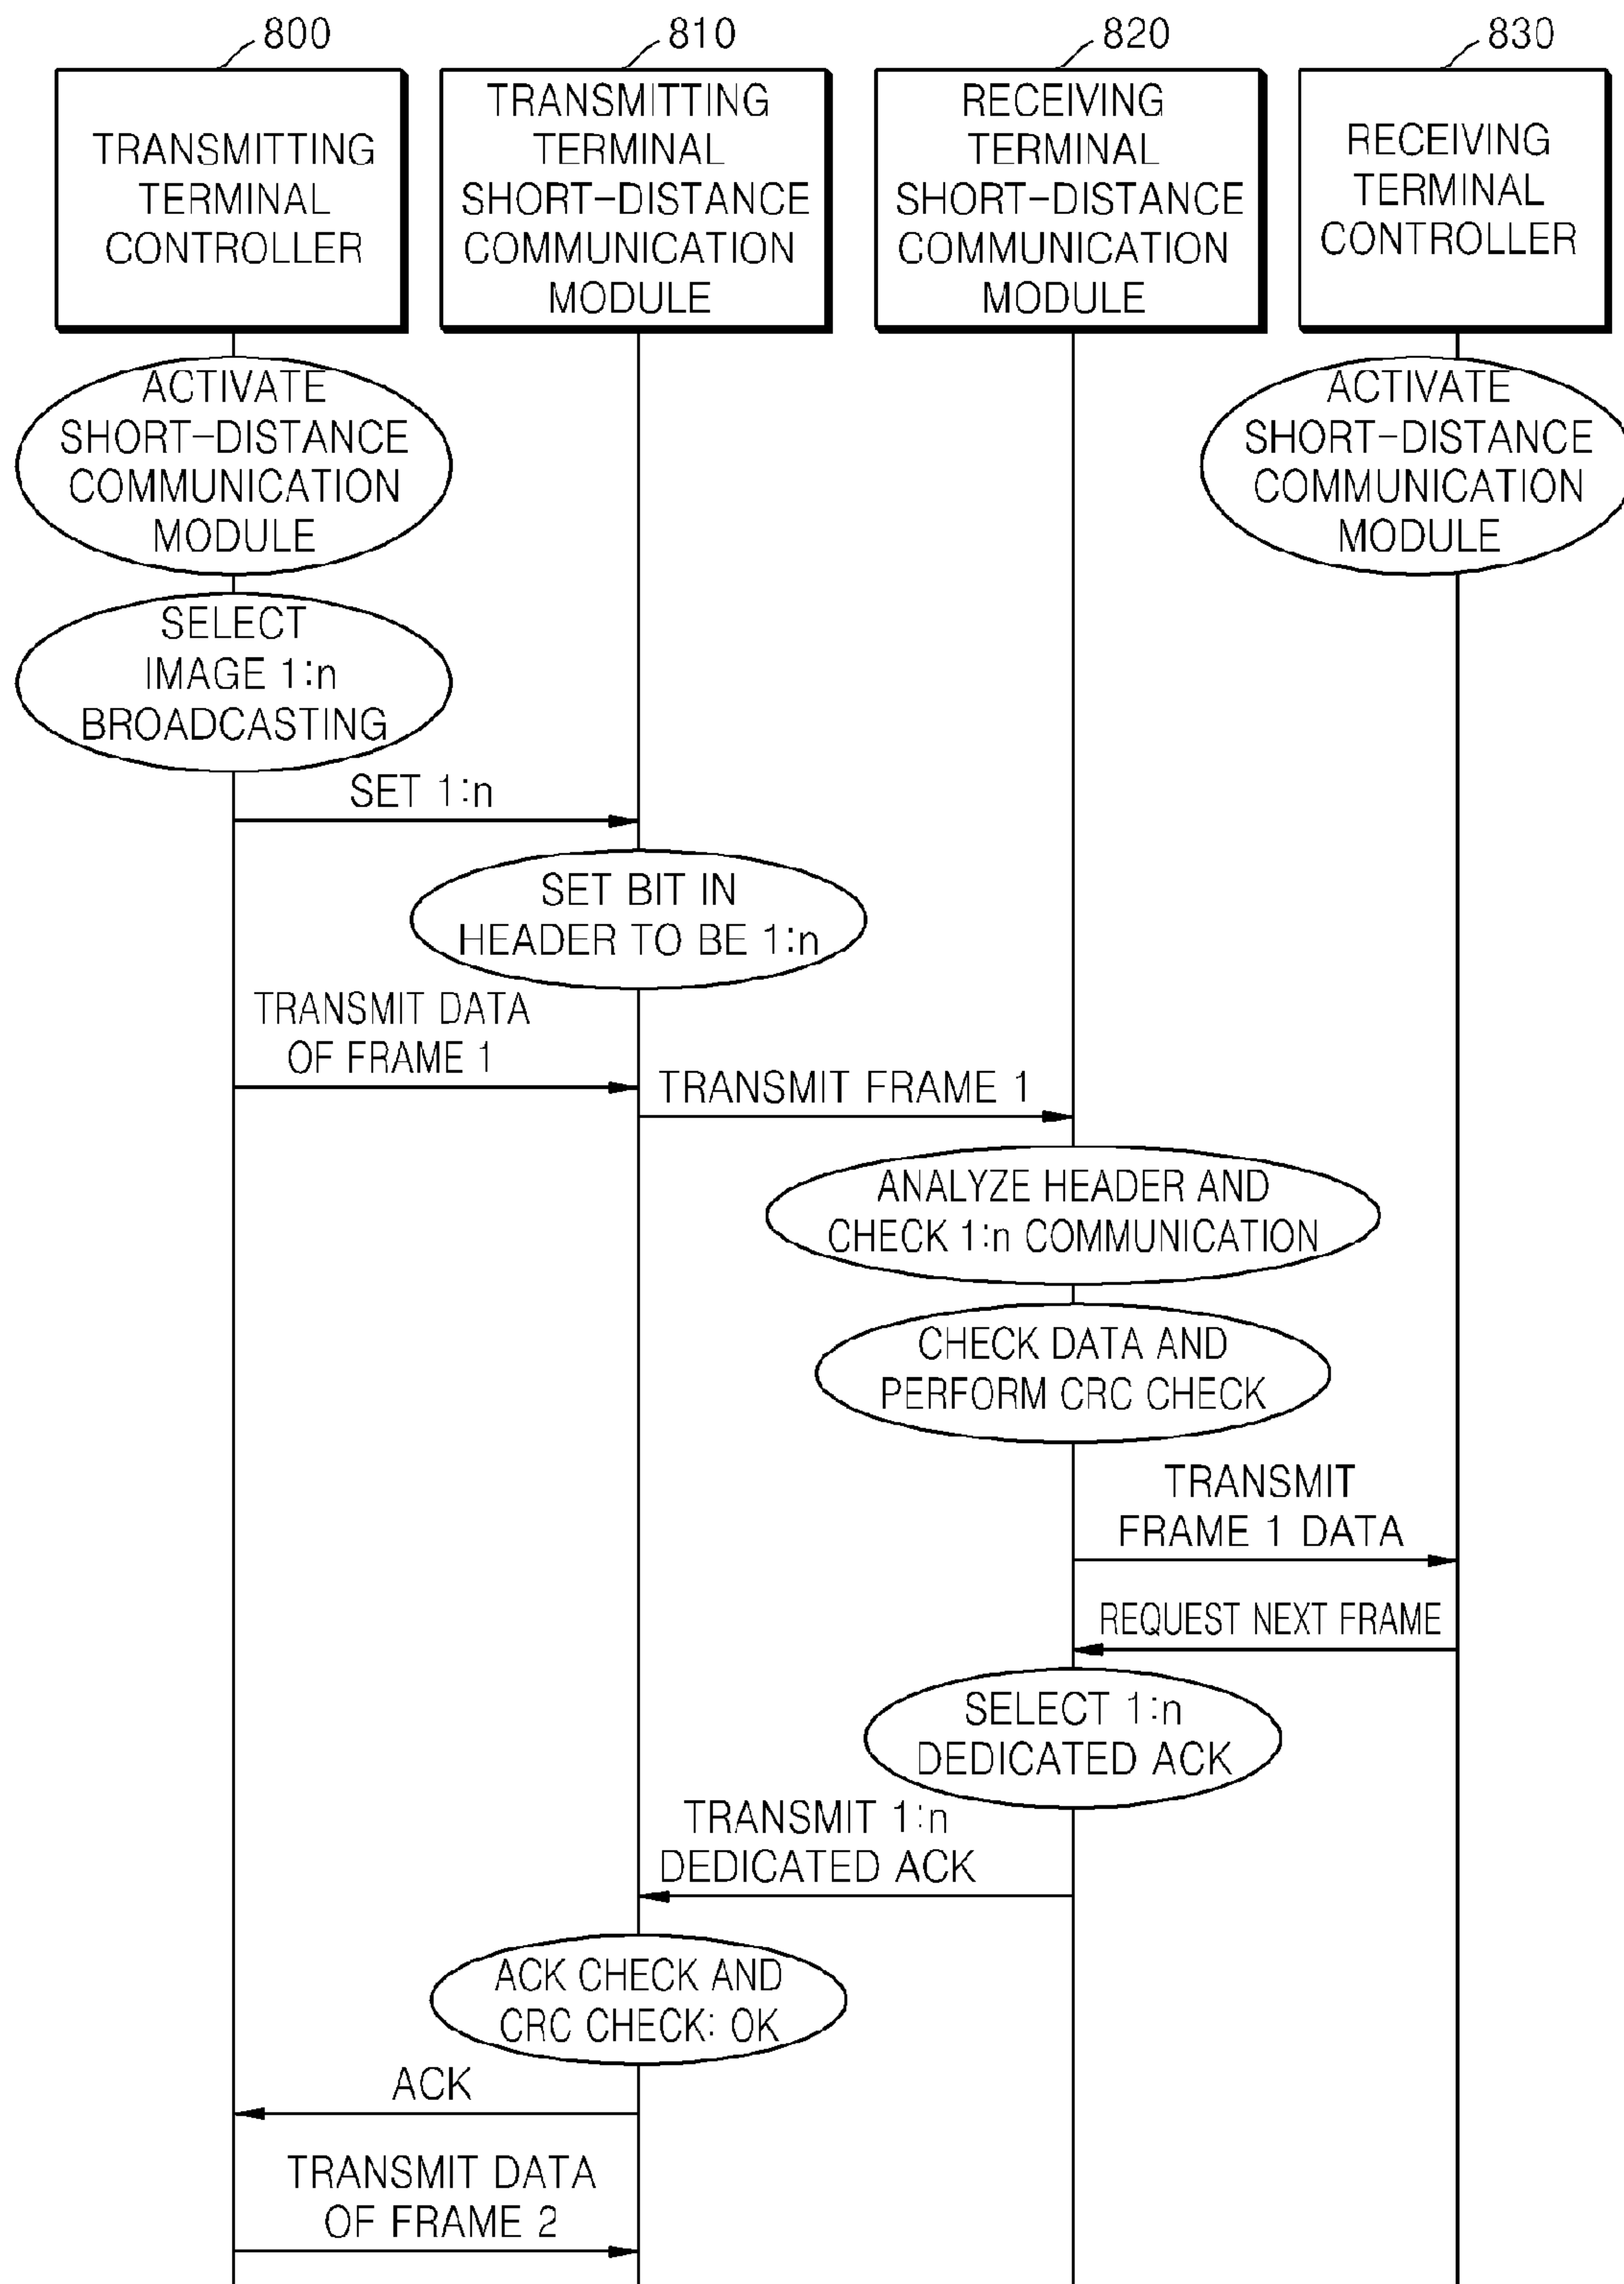 800
810
820
830
TRANSMITTING
TERMINAL
CONTROLLER
TRANSMITTING
TERMINAL
SHORT-DISTANCE
COMMUNICATION
MODULE
RECEIVING
TERMINAL
SHORT-DISTANCE
COMMUNICATION
MODULE
RECEIVING
TERMINAL
CONTROLLER
ACTIVATE
SHORT-DISTANCE
COMMUNICATION
MODULE
ACTIVATE
SHORT-DISTANCE
COMMUNICATION
MODULE
SELECT
IMAGE 1:n
BROADCASTING
SET 1:n
SET BIT IN
HEADER TO BE 1:n
TRANSMIT DATA
OF FRAME 1
TRANSMIT FRAME 1
ANALYZE HEADER AND
CHECK 1:n COMMUNICATION
CHECK DATA AND
PERFORM CRC CHECK
TRANSMIT
FRAME 1 DATA
REQUEST NEXT FRAME
SELECT 1:n
DEDICATED ACK
TRANSMIT 1:n
DEDICATED ACK
ACK CHECK AND
CRC CHECK: OK
ACK
TRANSMIT DATA
OF FRAME 2